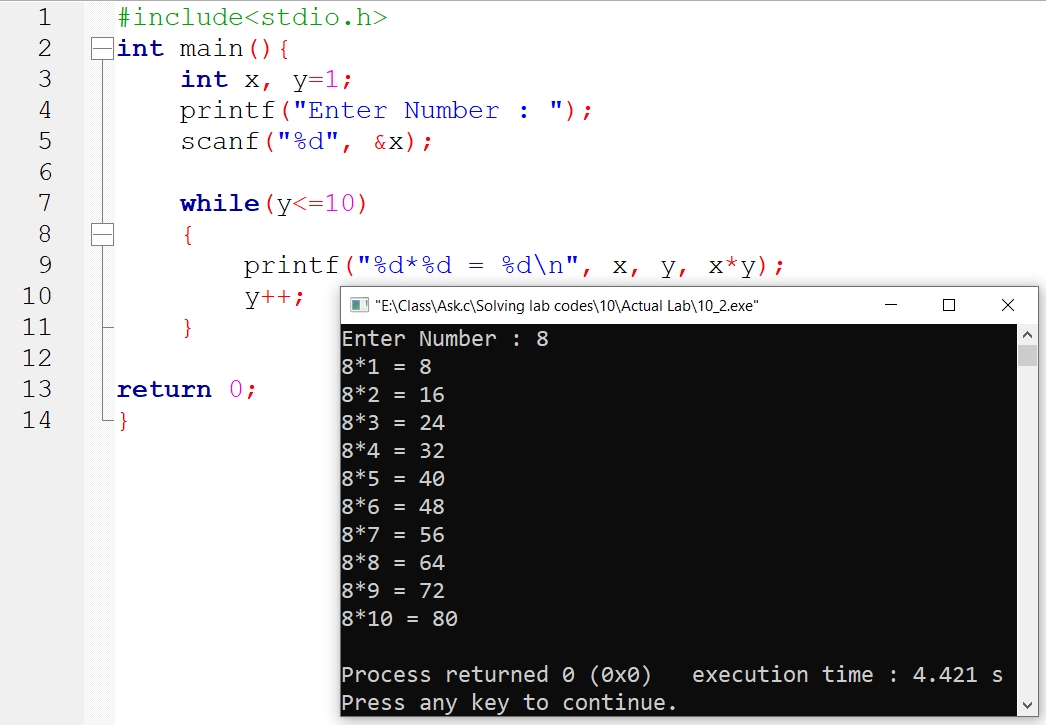 1 #include<stdio.h>
2 int main(){
3 int x, y=1;
4 printf("Enter Number : ");
5 scanf("%d", &x);
6
7 while(y<=10)
8 {
9 printf("%d*%d = %d\n", x, y, x*y);
10 y++;
11 }
12
13 return 0;
14 }
"E:\Class\Ask.c\Solving lab codes\10\Actual Lab\10_2.exe"
Enter Number : 8
8*1 = 8
8*2 = 16
8*3 = 24
8*4 = 32
8*5 = 40
8*6 = 48
8*7 = 56
8*8 = 64
8*9 = 72
8*10 = 80
Process returned 0 (0x0) execution time : 4.421 s
Press any key to continue.